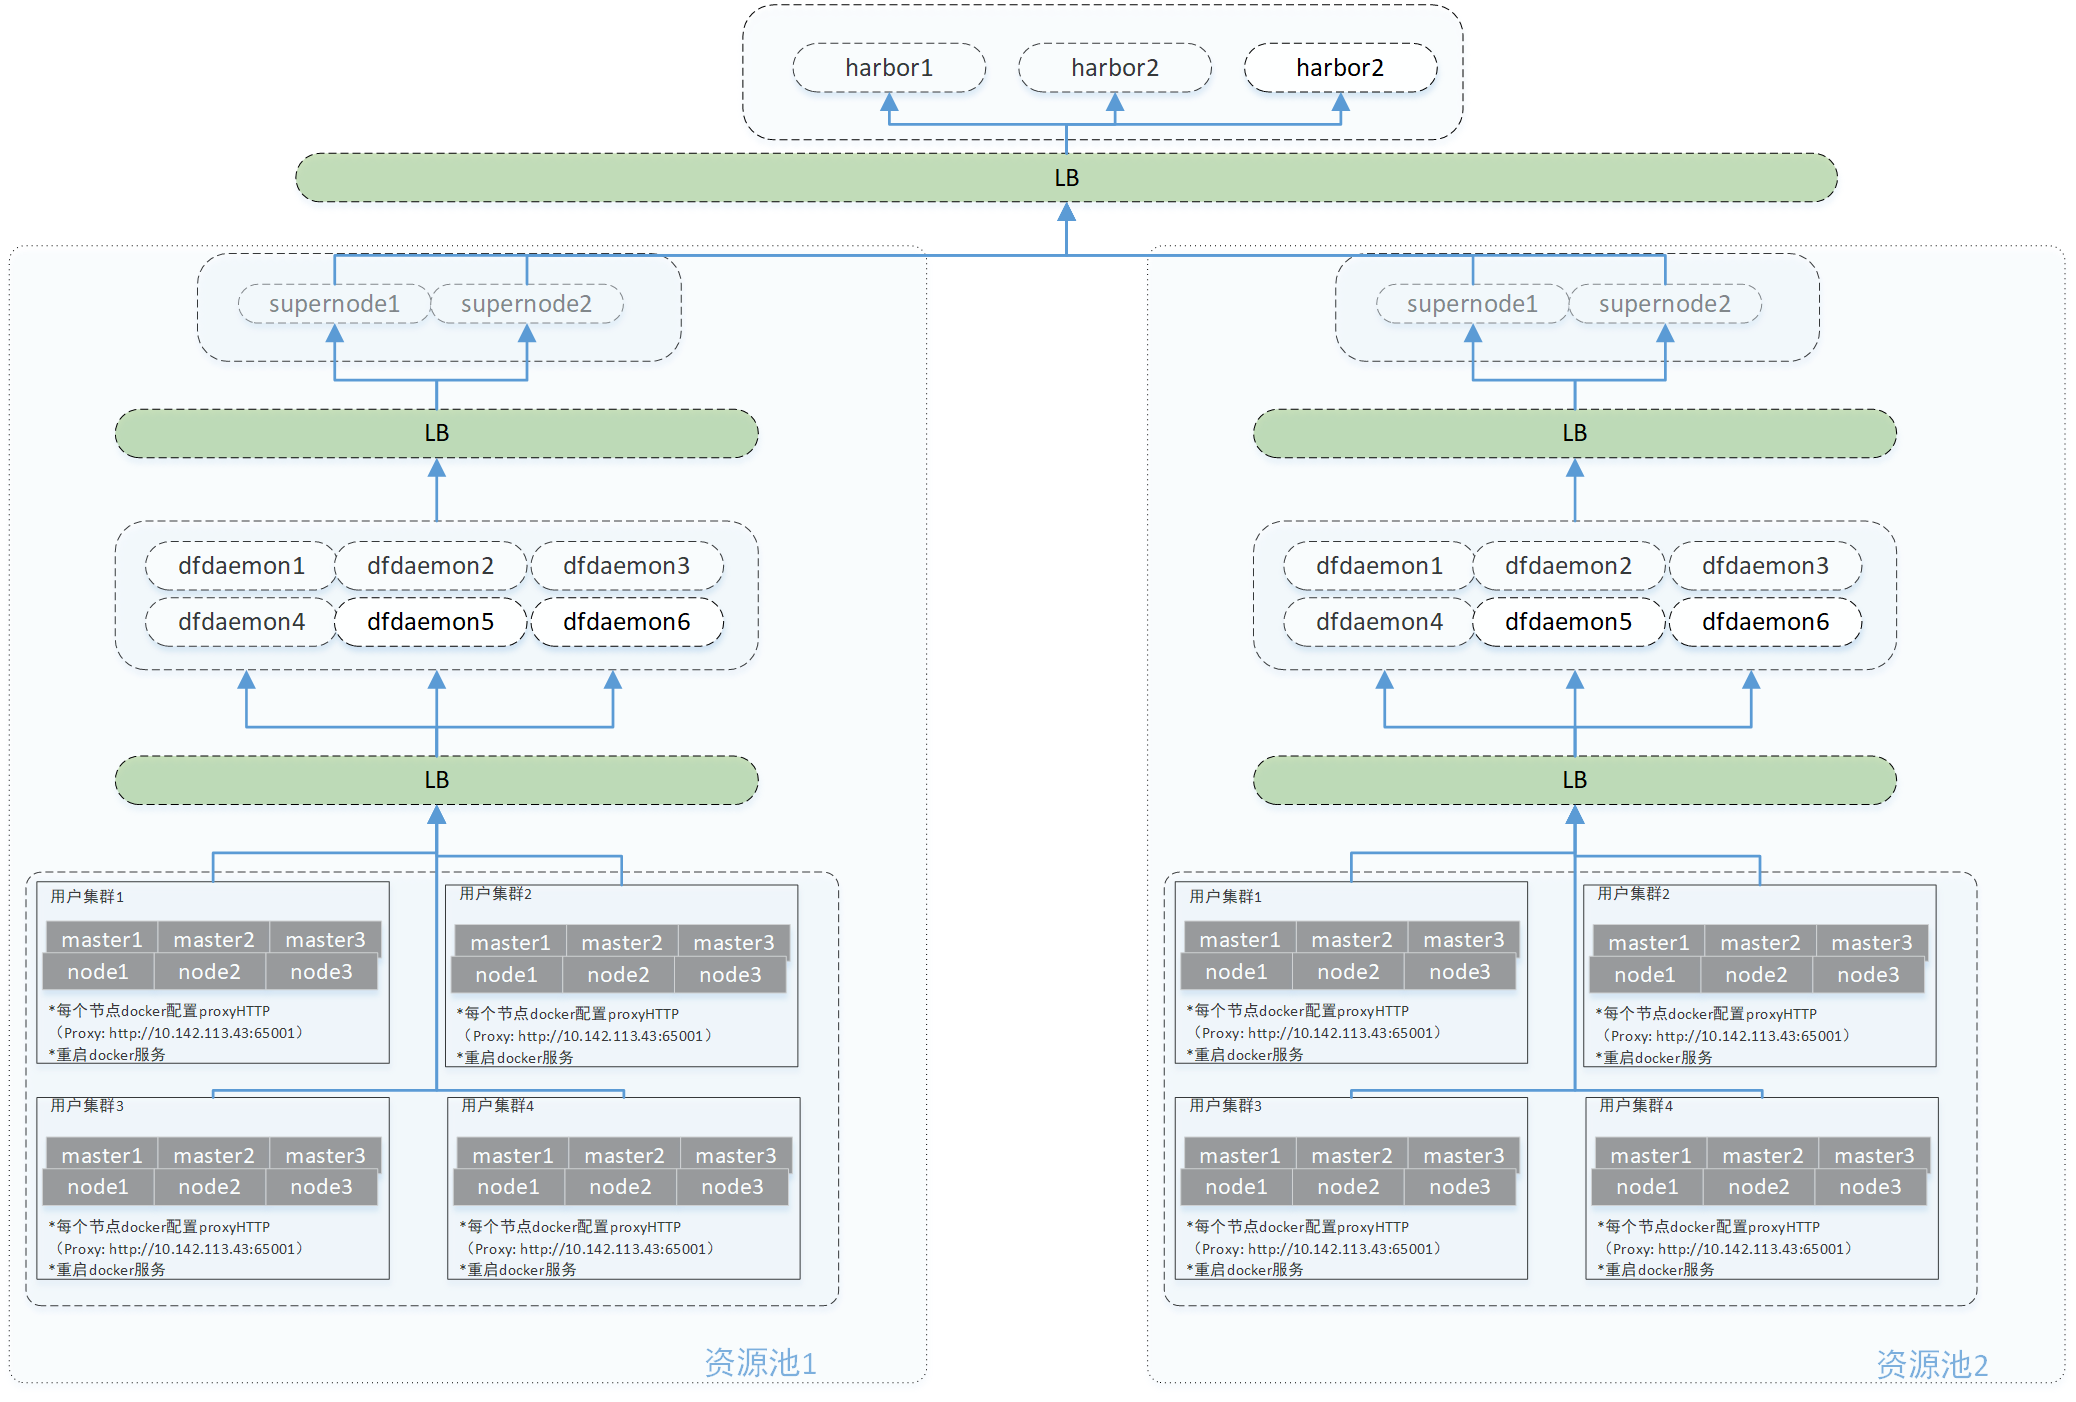 harbor1 harbor2 harbor2
LB
supernode1 supernode2
LB
dfdaemon1 dfdaemon2 dfdaemon3
dfdaemon4 dfdaemon5 dfdaemon6
LB
用户集群1
master1 master2 master3
node1 node2 node3
*每个节点docker配置proxyHTTP
（Proxy: http://10.142.113.43:65001）
*重启docker服务
用户集群2
master1 master2 master3
node1 node2 node3
*每个节点docker配置proxyHTTP
（Proxy: http://10.142.113.43:65001）
*重启docker服务
用户集群3
master1 master2 master3
node1 node2 node3
*每个节点docker配置proxyHTTP
（Proxy: http://10.142.113.43:65001）
*重启docker服务
用户集群4
master1 master2 master3
node1 node2 node3
*每个节点docker配置proxyHTTP
（Proxy: http://10.142.113.43:65001）
*重启docker服务
资源池1
supernode1 supernode2
LB
dfdaemon1 dfdaemon2 dfdaemon3
dfdaemon4 dfdaemon5 dfdaemon6
LB
用户集群1
master1 master2 master3
node1 node2 node3
*每个节点docker配置proxyHTTP
（Proxy: http://10.142.113.43:65001）
*重启docker服务
用户集群2
master1 master2 master3
node1 node2 node3
*每个节点docker配置proxyHTTP
（Proxy: http://10.142.113.43:65001）
*重启docker服务
用户集群3
master1 master2 master3
node1 node2 node3
*每个节点docker配置proxyHTTP
（Proxy: http://10.142.113.43:65001）
*重启docker服务
用户集群4
master1 master2 master3
node1 node2 node3
*每个节点docker配置proxyHTTP
（Proxy: http://10.142.113.43:65001）
*重启docker服务
资源池2